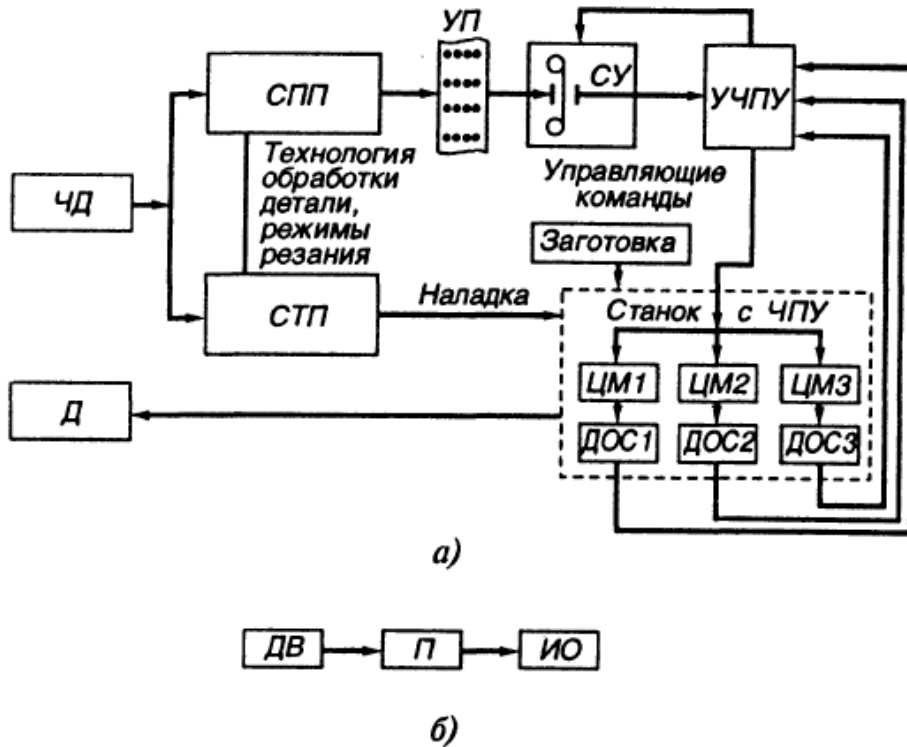 УП
СПП
СУ
УЧПУ
Технология
обработки
детали,
режимы
резания
Управляющие
команды
ЧД
Заготовка
СТП
Наладка
Станок с ЧПУ
ЦМ1
ЦМ2
ЦМ3
Д
ДОС1
ДОС2
ДОС3
а)
ДВ
П
ИО
б)